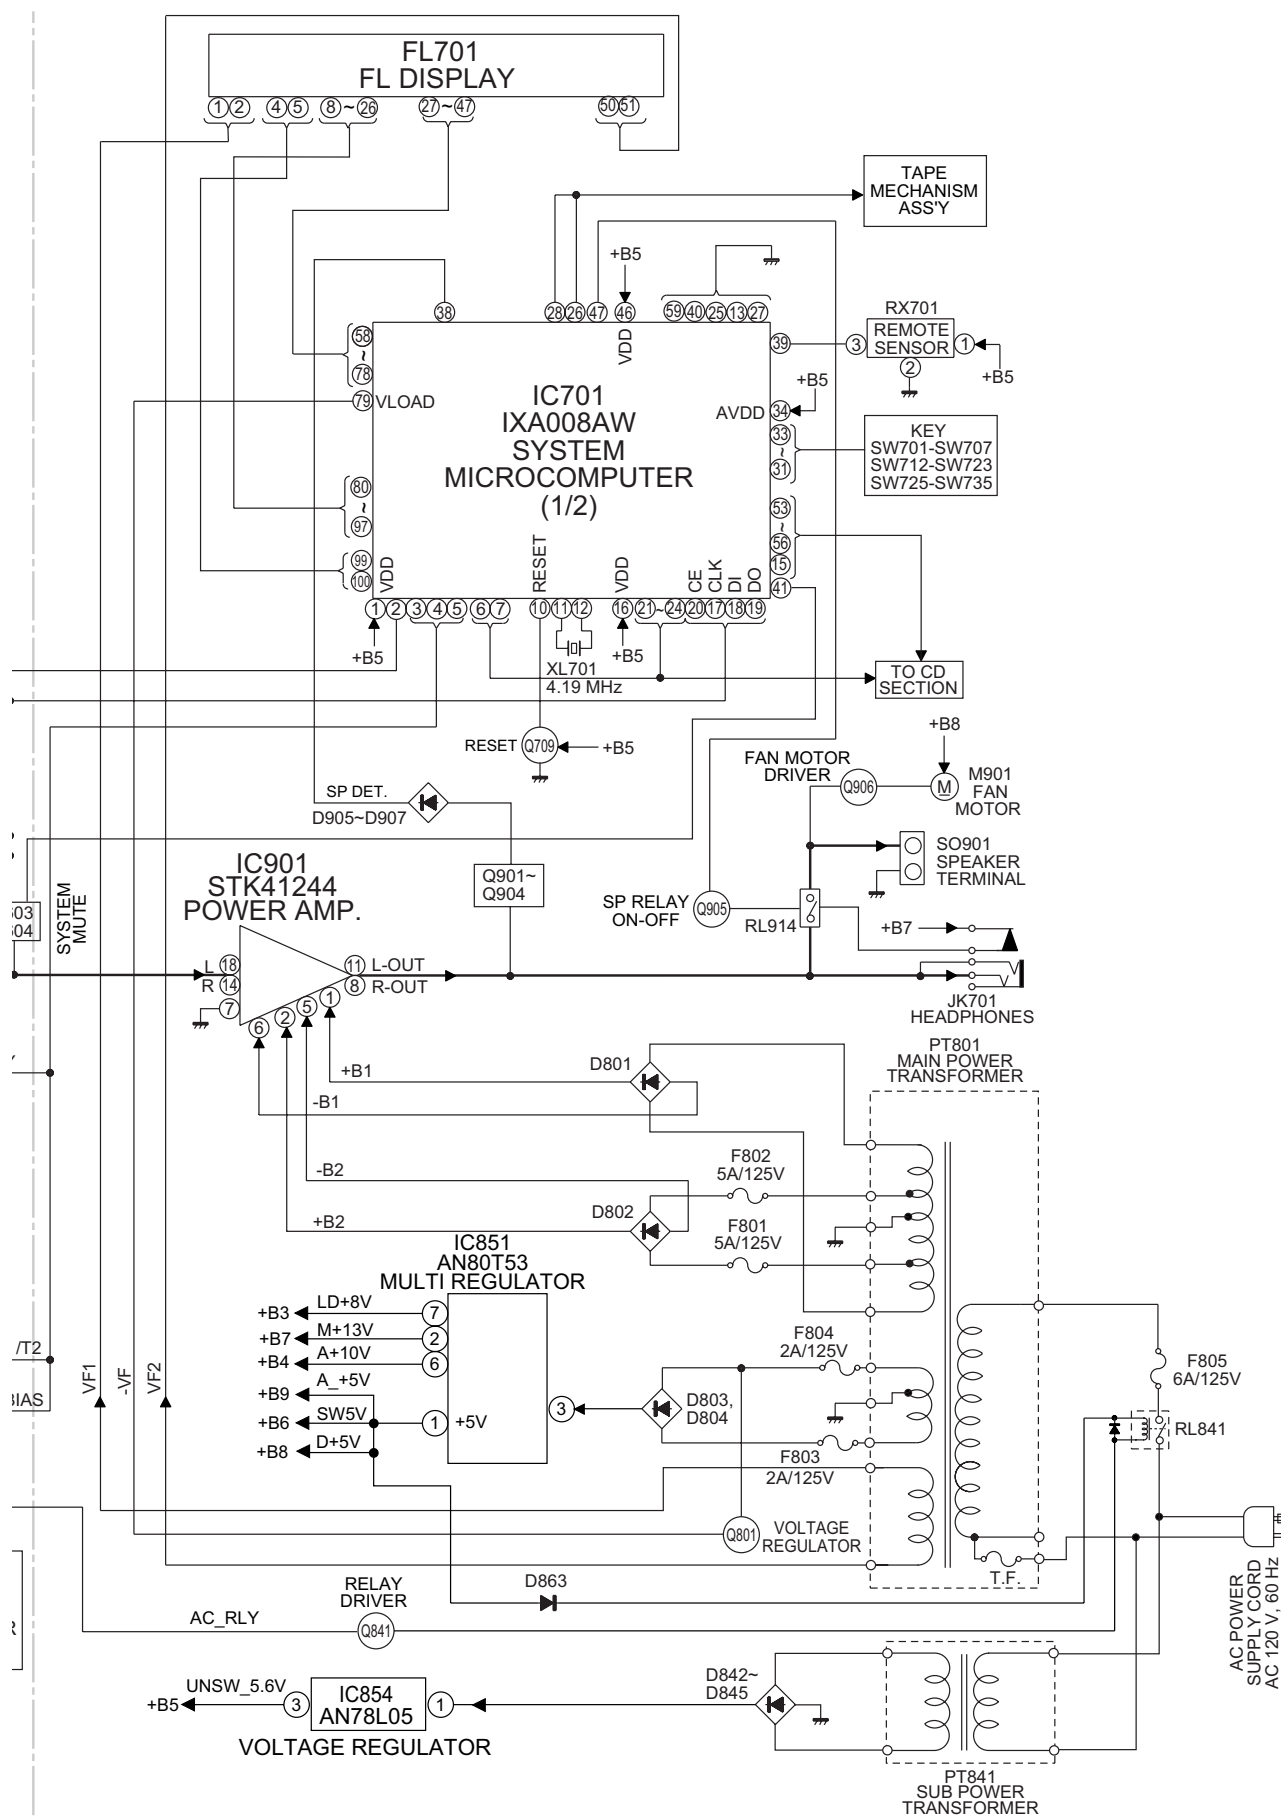 FL701
FL DISPLAY
1 2 4 5 8 ~ 26 27 ~ 47 50 51
TAPE
MECHANISM
ASS'Y
+B5
38 28 26 47 46 59 40 25 13 27
VDD
RX701
REMOTE
SENSOR
39 3 1
2
+B5
58
~
78
79 VLOAD
+B5
AVDD 34
IC701
IXA008AW
SYSTEM
MICROCOMPUTER
(1/2)
33
~
31
KEY
SW701-SW707
SW712-SW723
SW725-SW735
80
~
97
53
~
56
15
41
99
100
VDD
RESET
VDD
CE
CLK
DI
DO
1 2 3 4 5 6 7 10 11 12 16 21 ~ 24 20 17 18 19
+B5
+B5
XL701
4.19 MHz
TO CD
SECTION
RESET Q709 +B5
+B8
FAN MOTOR
DRIVER
Q906
M
M901
FAN
MOTOR
SP DET.
D905~D907
SO901
SPEAKER
TERMINAL
IC901
STK41244
POWER AMP.
Q901~
Q904
SYSTEM
MUTE
SP RELAY
ON-OFF
Q905
RL914
+B7
L 18
R 14
7
11 L-OUT
8 R-OUT
6 2 5 1
JK701
HEADPHONES
PT801
MAIN POWER
TRANSFORMER
D801
+B1
-B1
F802
5A/125V
-B2
D802
F801
5A/125V
+B2
IC851
AN80T53
MULTI REGULATOR
+B3 LD+8V 7
+B7 M+13V 2
+B4 A+10V 6
+B9 A_+5V
+B6 SW5V 1 +5V
+B8 D+5V
3
D803,
D804
F804
2A/125V
F803
2A/125V
F805
6A/125V
RL841
/T2
BIAS
VF1
-VF
VF2
Q801
VOLTAGE
REGULATOR
T.F.
D863
RELAY
DRIVER
AC_RLY
Q841
AC POWER
SUPPLY CORD
AC 120 V, 60 Hz
D842~
D845
+B5 UNSW_5.6V 3
IC854
AN78L05
1
VOLTAGE REGULATOR
PT841
SUB POWER
TRANSFORMER